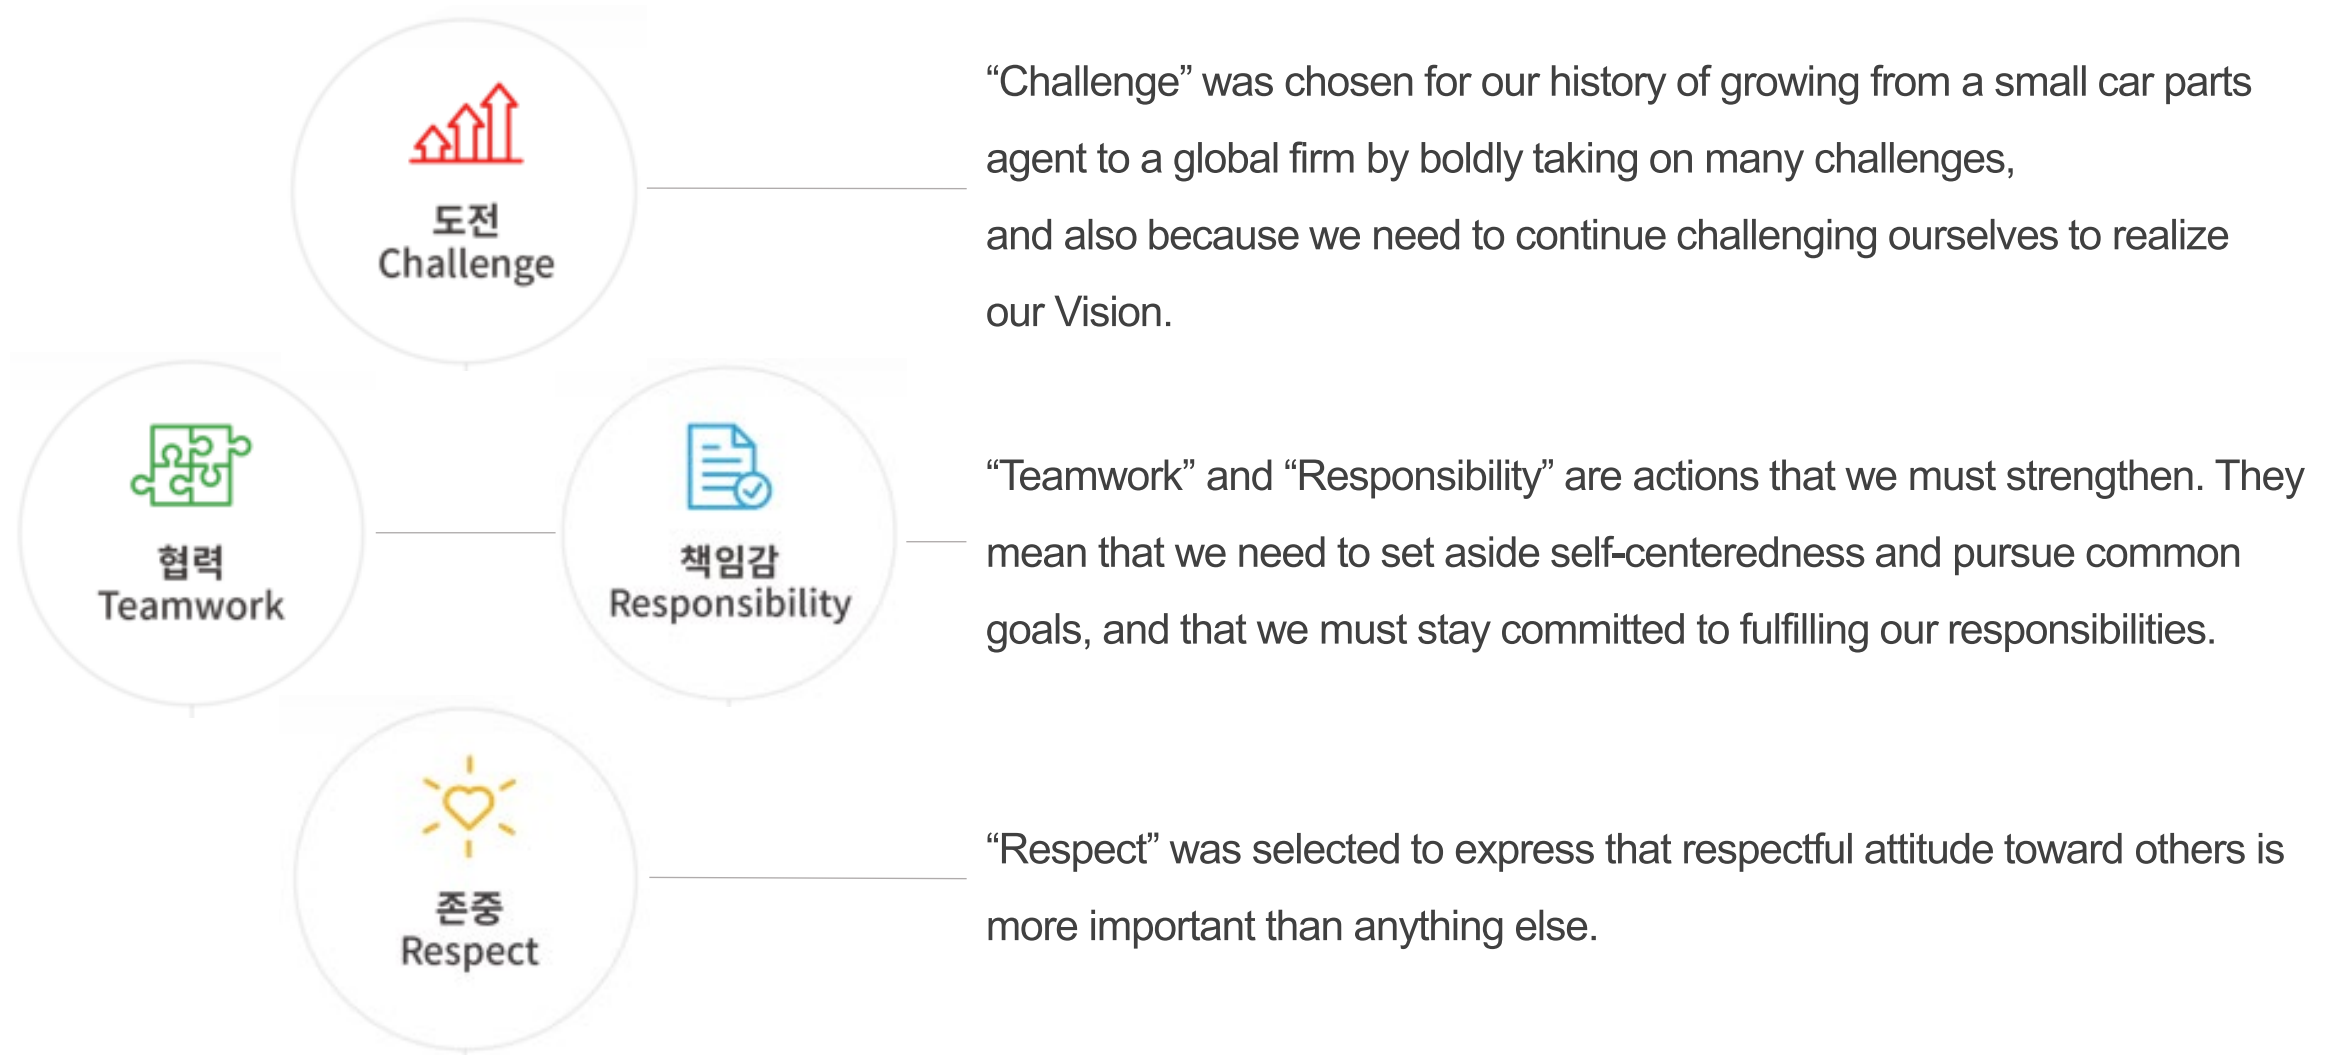 도전
Challenge
“Challenge” was chosen for our history of growing from a small car parts
agent to a global firm by boldly taking on many challenges,
and also because we need to continue challenging ourselves to realize
our Vision.
협력
Teamwork
책임감
Responsibility
“Teamwork” and “Responsibility” are actions that we must strengthen. They
mean that we need to set aside self-centeredness and pursue common
goals, and that we must stay committed to fulfilling our responsibilities.
존중
Respect
“Respect” was selected to express that respectful attitude toward others is
more important than anything else.